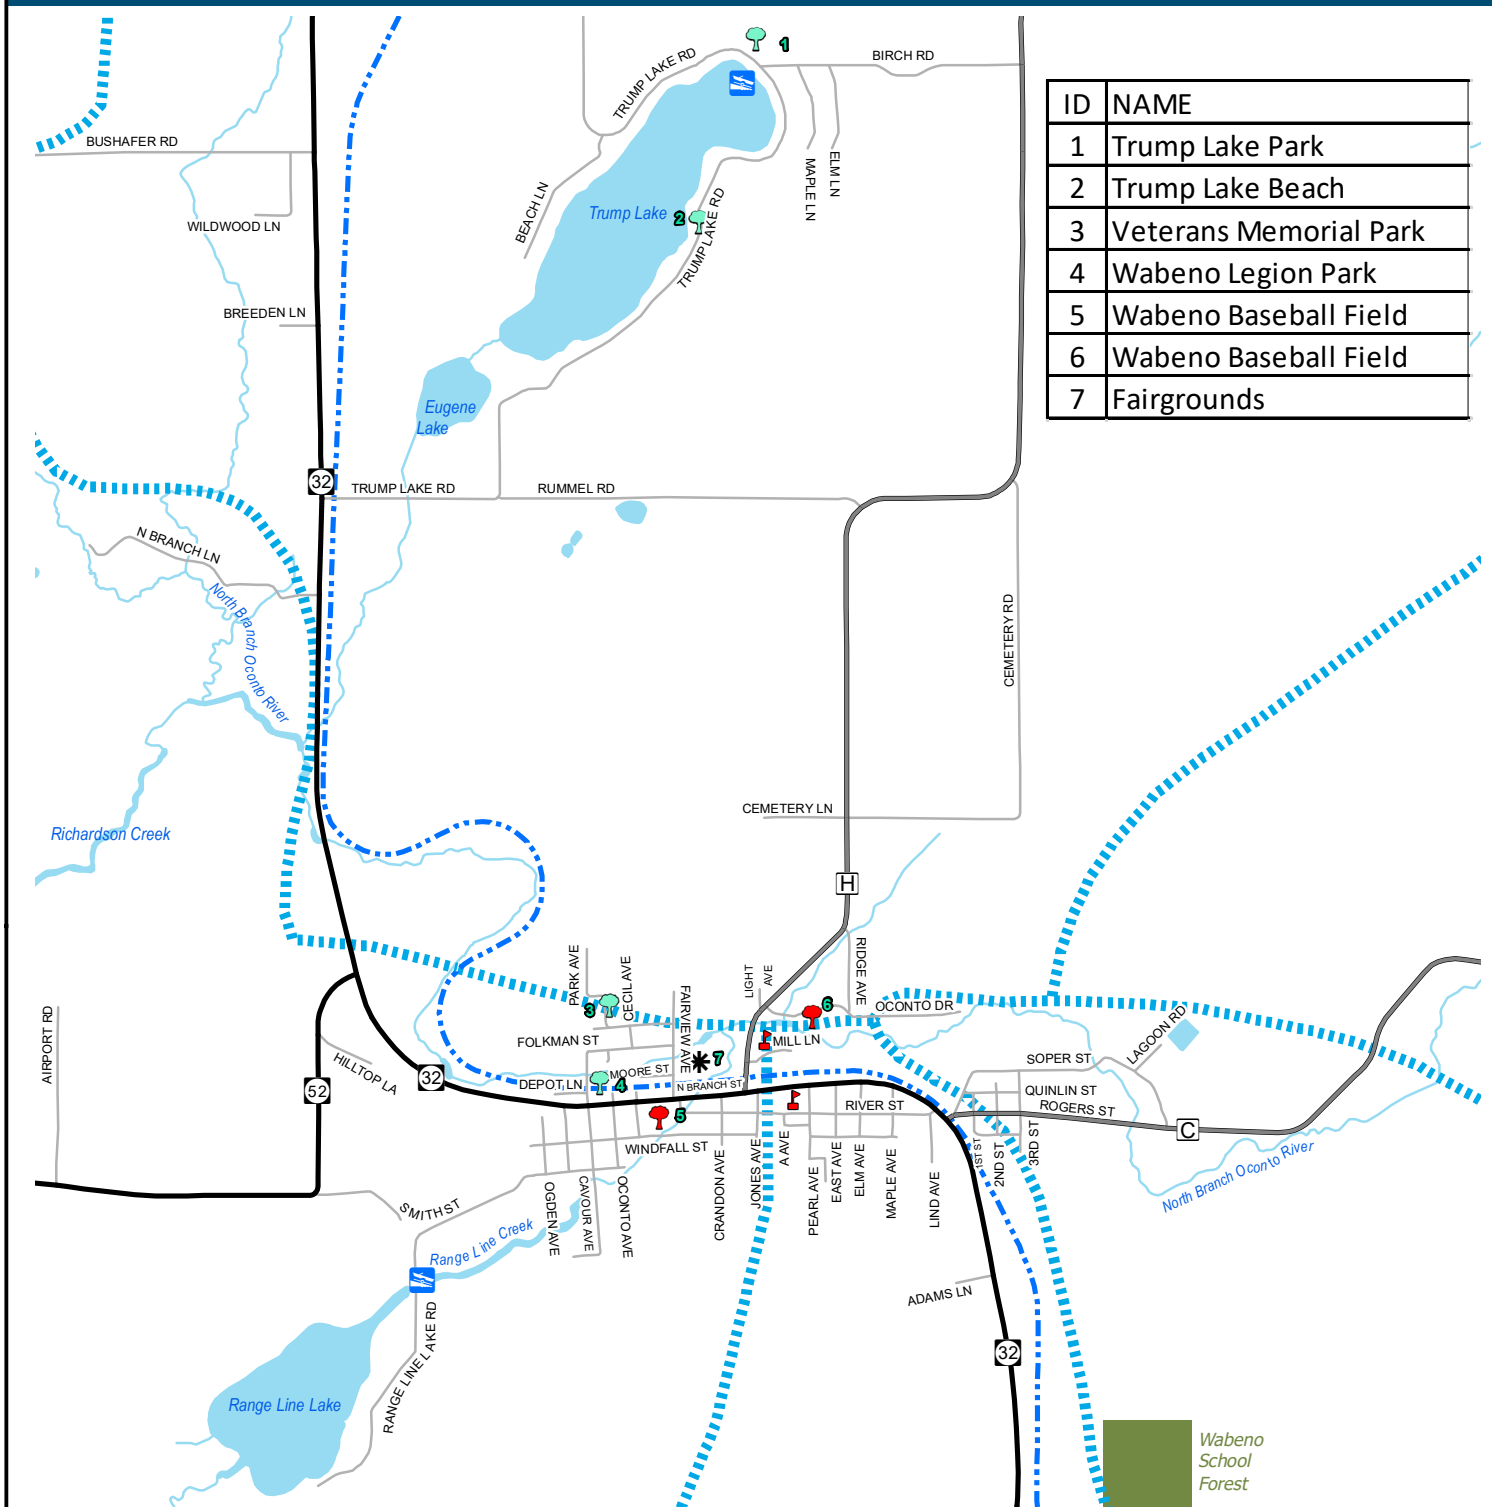 1
BIRCH RD
TRUMP LAKE RD
ID NAME
1 Trump Lake Park
2 Trump Lake Beach
3 Veterans Memorial Park
4 Wabeno Legion Park
5 Wabeno Baseball Field
6 Wabeno Baseball Field
7 Fairgrounds
BUSHAFER RD
MAPLE LN
ELM LN
WILDWOOD LN
BEACH LN
Trump Lake
2
TRUMP LAKE RD
BREEDEN LN
Eugene
Lake
32
TRUMP LAKE RD
RUMMEL RD
N BRANCH LN
North Branch Oconto River
CEMETERY RD
CEMETERY LN
Richardson Creek
H
PARK AVE
CECIL AVE
FAIRVIEW AVE
LIGHT
AVE
RIDGE AVE
3
6
OCONTO DR
AIRPORT RD
FOLKMAN ST
MILL LN
LAGOON RD
HILLTOP LA
7
SOPER ST
MOORE ST
32
DEPOT LN
4
N BRANCH ST
52
QUINLIN ST
ROGERS ST
RIVER ST
5
C
WINDFALL ST
1ST ST
2ND ST
3RD ST
North Branch Oconto River
SMITH ST
OGDEN AVE
CAVOUR AVE
OCONTO AVE
CRANDON AVE
JONES AVE
A AVE
PEARL AVE
EAST AVE
ELM AVE
MAPLE AVE
LIND AVE
Range Line Creek
ADAMS LN
RANGE LINE LAKE RD
32
Range Line Lake
Wabeno
School
Forest